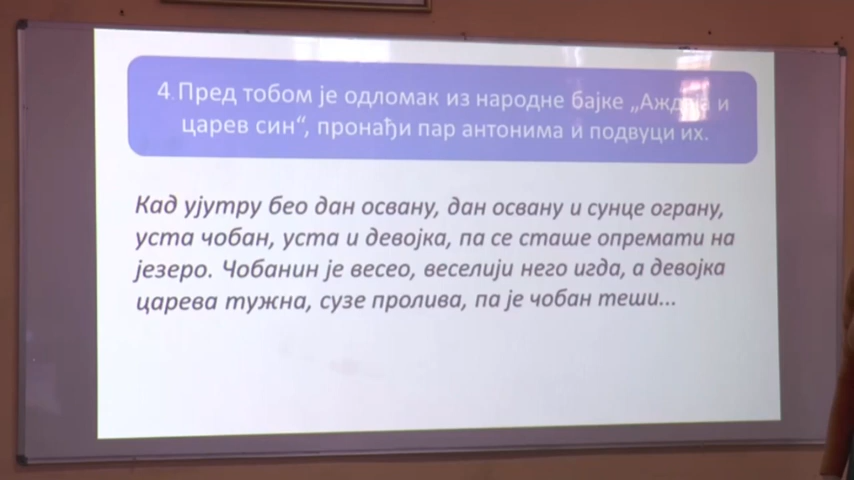 4. Пред тобом је одломак из народне бајке „Аждаја и
царев син“, пронађи пар антонима и подвуци их.
Кад ујутру бео дан освану, дан освану и сунце ограну,
уста чобан, уста и девојка, па се сташе опремати на
језеро. Чобанин је весео, веселији него игда, а девојка
царева тужна, сузе пролива, па је чобан теши...